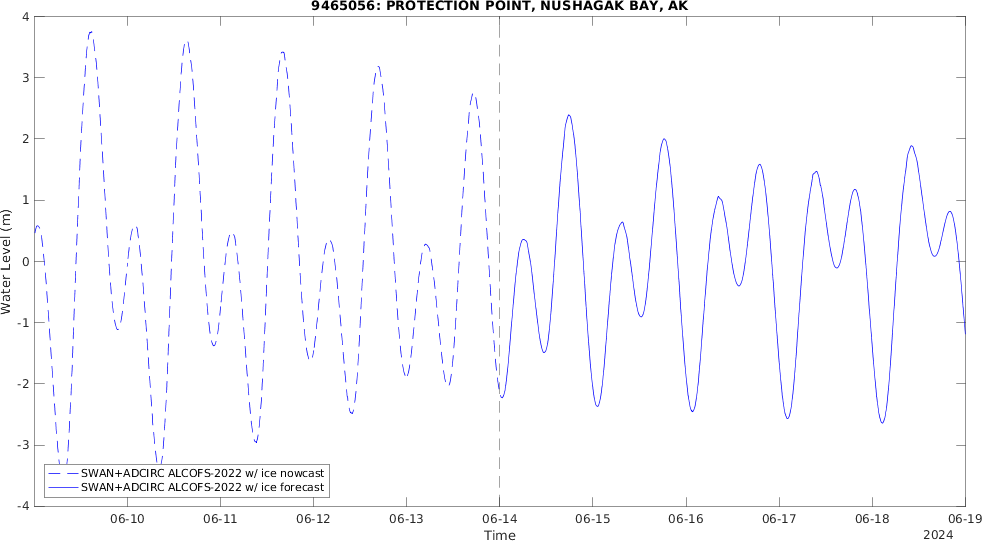 9465056: PROTECTION POINT, NUSHAGAK BAY, AK
4
3
2
1
0
-1
-2
-3
-4
Water Level (m)
SWAN+ADCIRC ALCOFS-2022 w/ ice nowcast
SWAN+ADCIRC ALCOFS-2022 w/ ice forecast
06-10 06-11 06-12 06-13 06-14 06-15 06-16 06-17 06-18 06-19
Time
2024